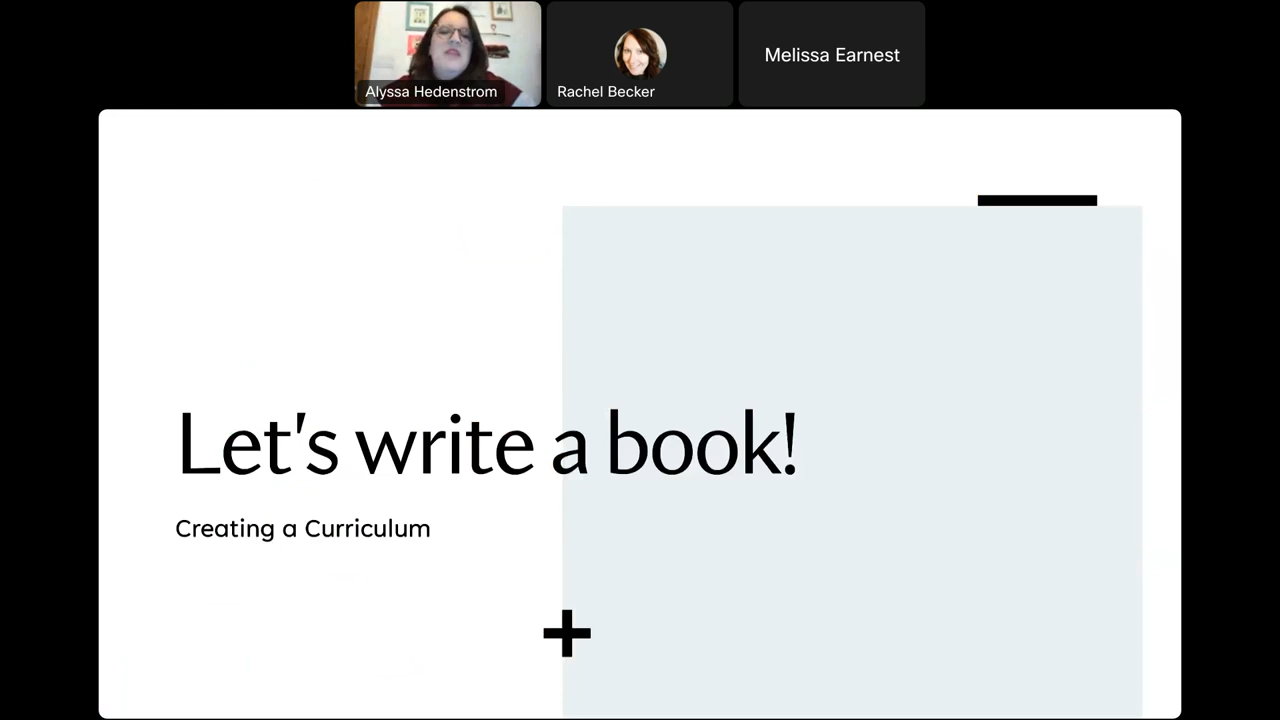 Alyssa Hedenstrom
Rachel Becker
Melissa Earnest
Let's write a book!
Creating a Curriculum